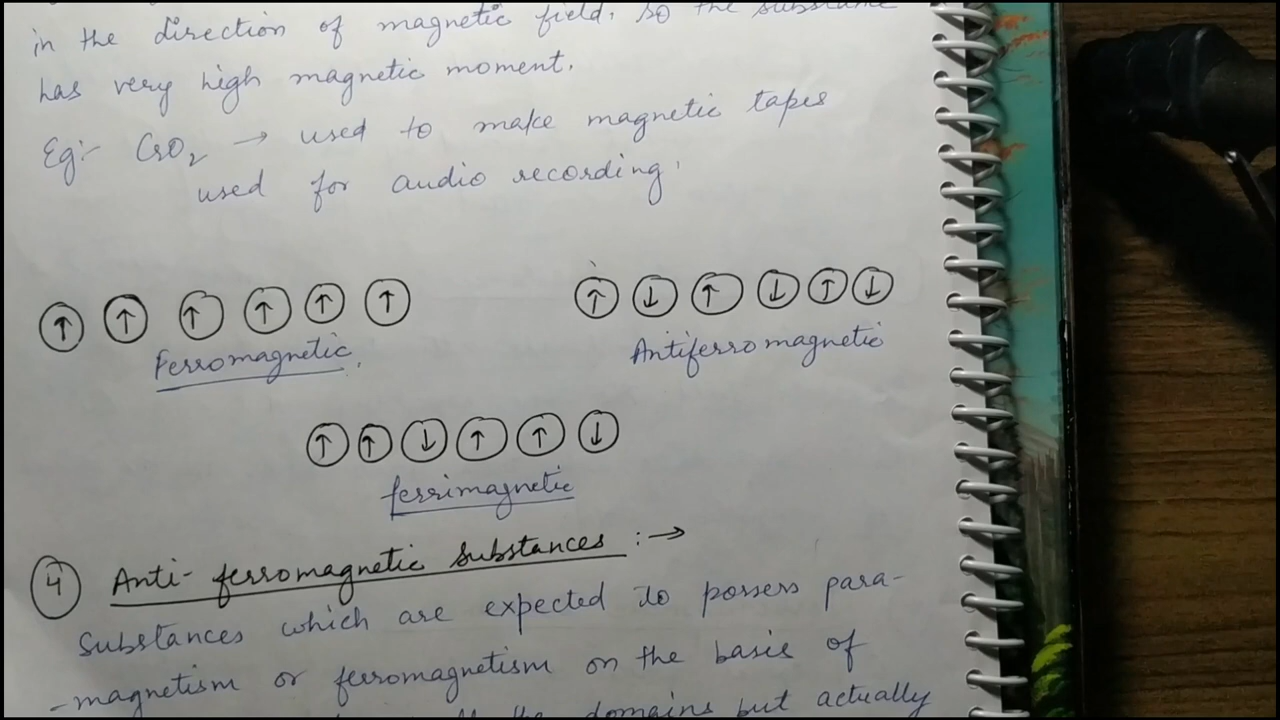 in the direction of magnetic field. So the substance
has very high magnetic moment.
Eg:- CrO2 → used to make magnetic tapes
used for audio recording.
↑ ↑ ↑ ↑ ↑ ↑
Ferromagnetic.
↑ ↓ ↑ ↓ ↑ ↓
Antiferromagnetic
↑ ↑ ↓ ↑ ↑ ↓
ferrimagnetic
4 Anti-ferromagnetic Substances :→
Substances which are expected to possess para-
-magnetism or ferromagnetism on the basis of
the domains but actually